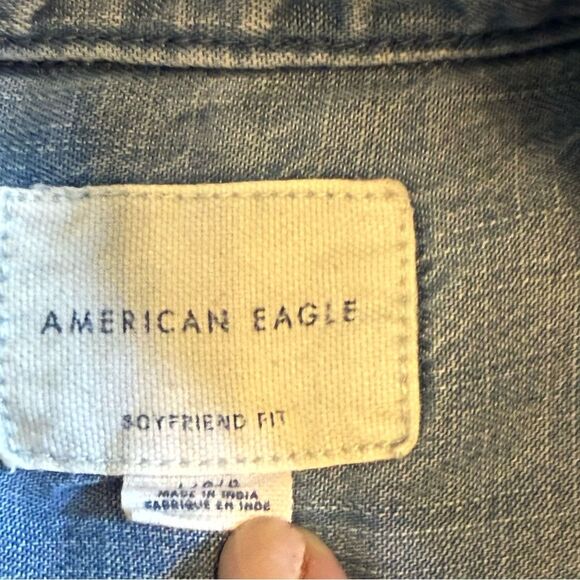 AMERICAN EAGLE
BOYFRIEND FIT
MADE IN INDIA
FABRIQUE EN INDE